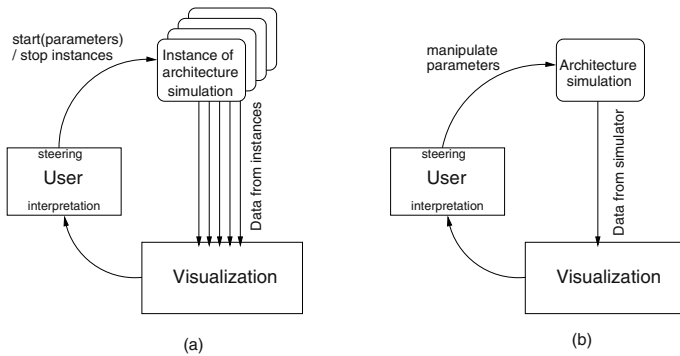 start(parameters)
/ stop instances
Instance of
architecture
simulation
Data from instances
steering
User
interpretation
Visualization
(a)
manipulate
parameters
Architecture
simulation
Data from simulator
steering
User
interpretation
Visualization
(b)